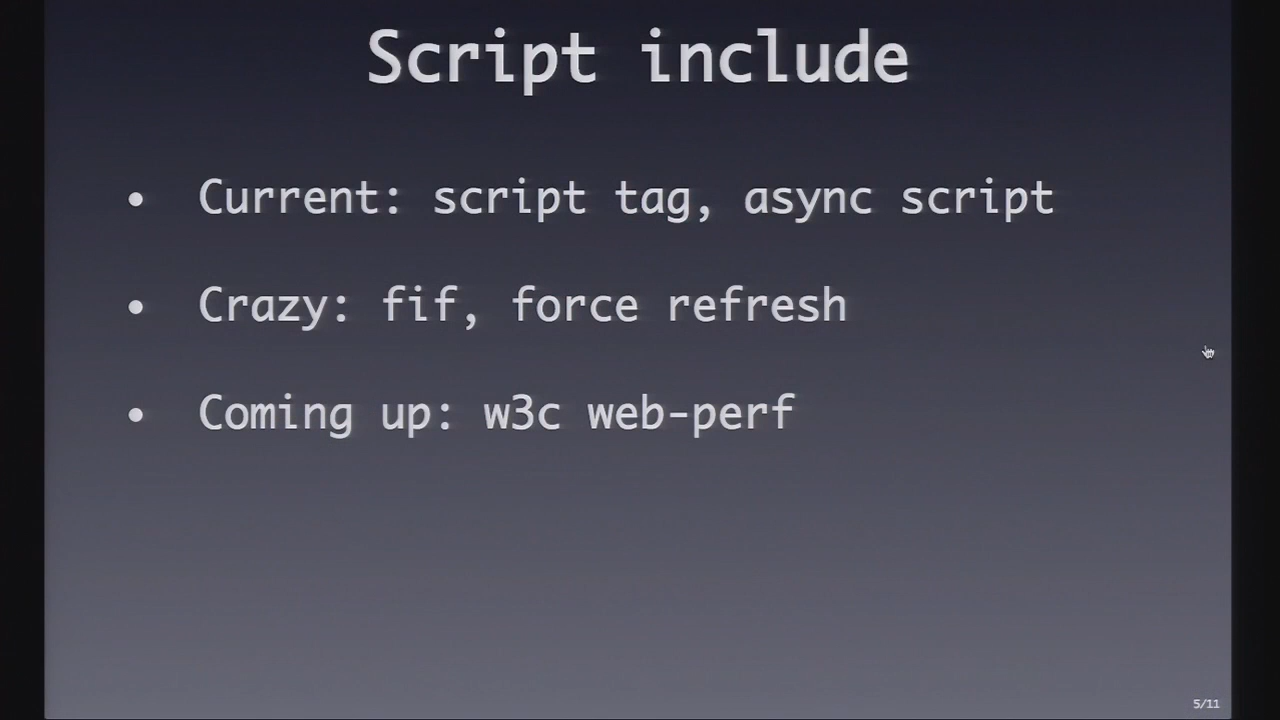 Script include
• Current: script tag, async script
• Crazy: fif, force refresh
• Coming up: w3c web-perf
5/11